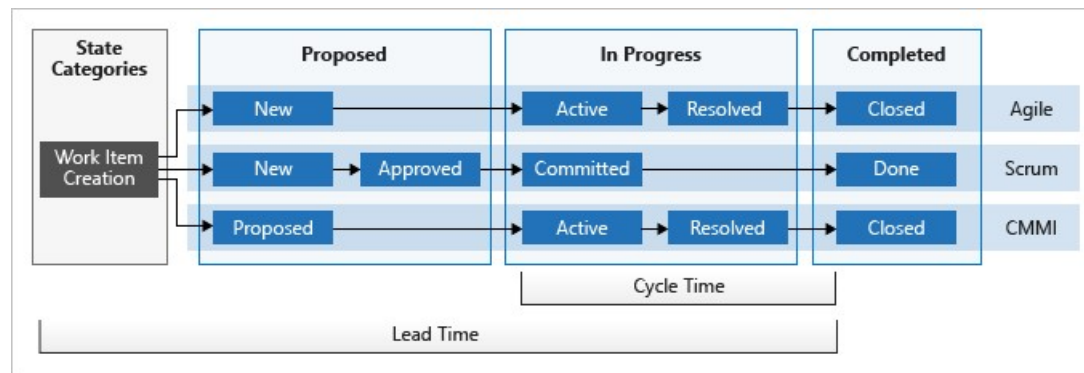 State
Categories
Proposed
In Progress
Completed
New
Active
Resolved
Closed
Agile
Work Item
Creation
New
Approved
Committed
Done
Scrum
Proposed
Active
Resolved
Closed
CMMI
Cycle Time
Lead Time